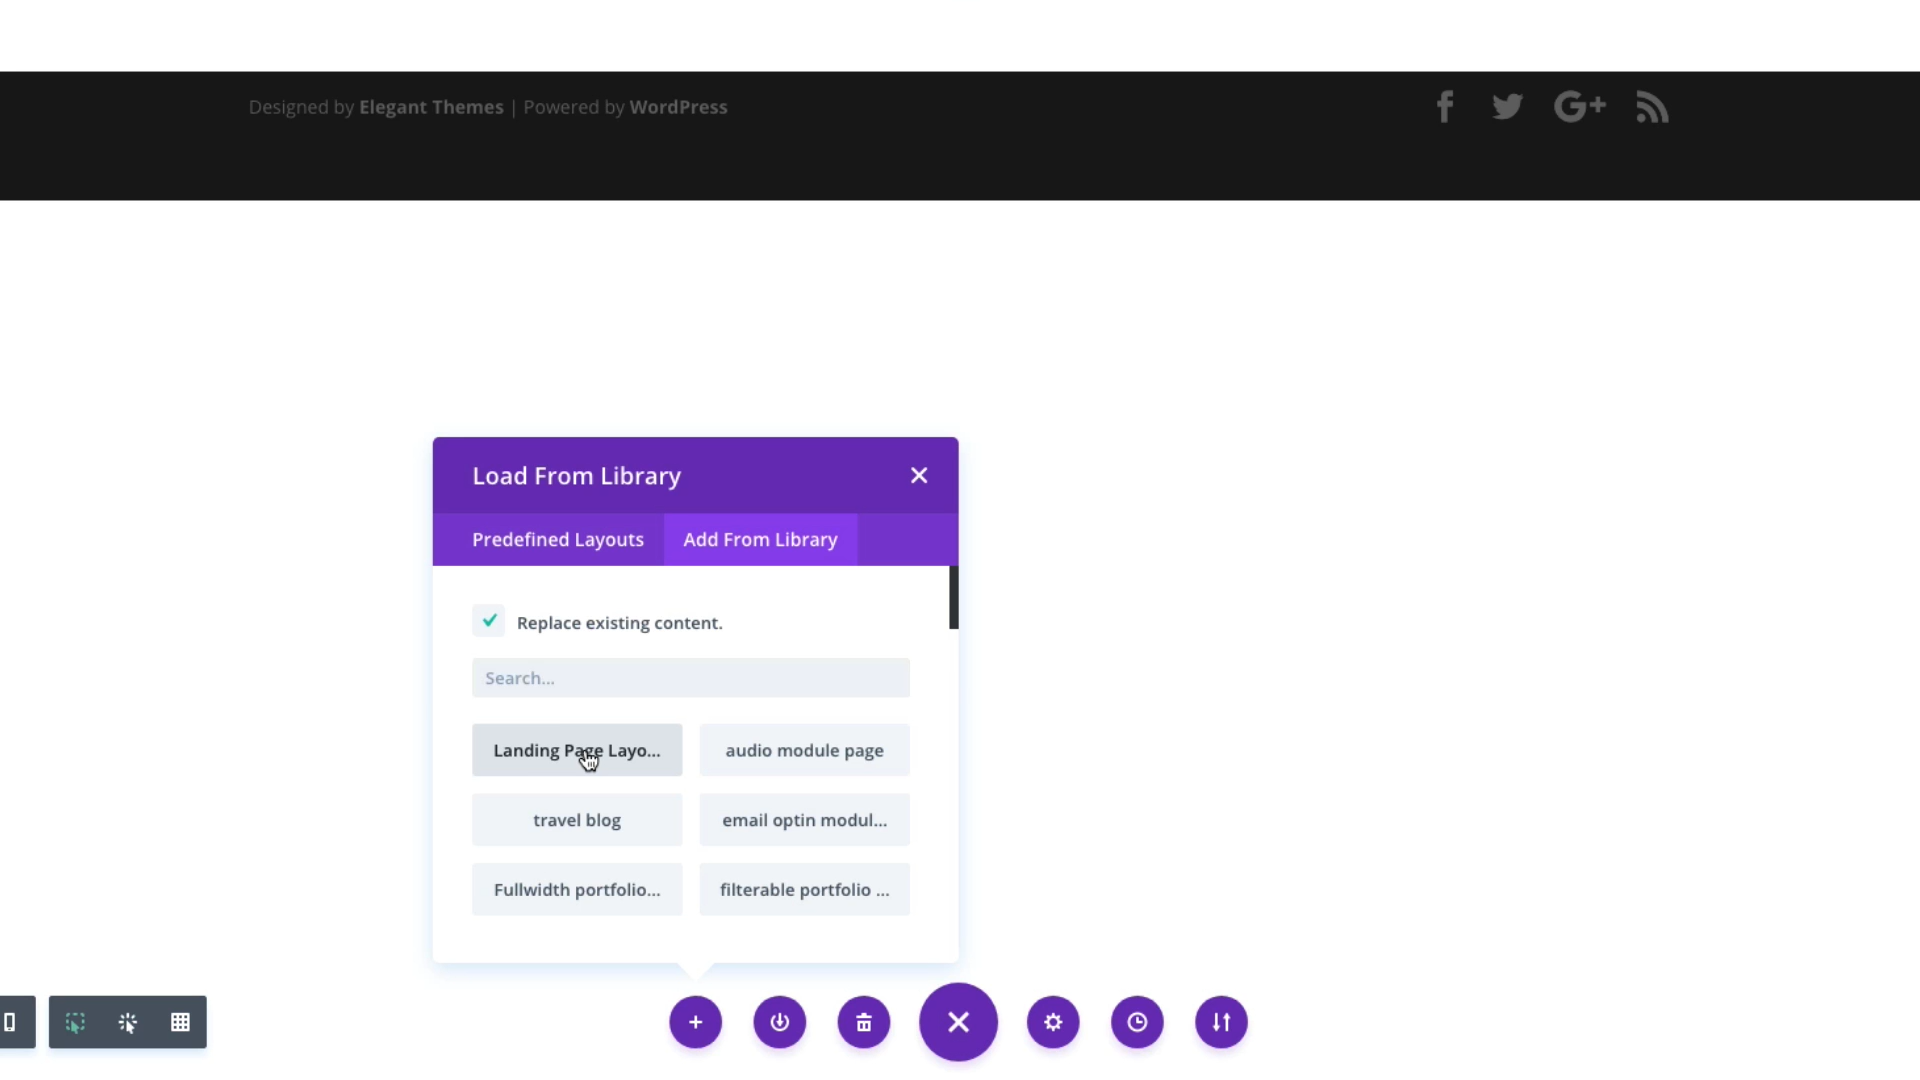 Designed by Elegant Themes | Powered by WordPress
Load From Library
Predefined Layouts
Add From Library
Replace existing content.
Search...
Landing Page Layo...
audio module page
travel blog
email optin modul...
Fullwidth portfolio...
filterable portfolio ...